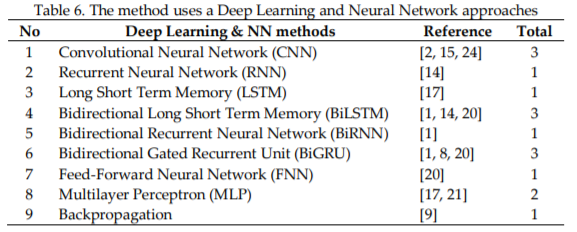 Table 6. The method uses a Deep Learning and Neural Network approaches
No Deep Learning & NN methods Reference Total
1 Convolutional Neural Network (CNN) [2, 15, 24] 3
2 Recurrent Neural Network (RNN) [14] 1
3 Long Short Term Memory (LSTM) [17] 1
4 Bidirectional Long Short Term Memory (BiLSTM) [1, 14, 20] 3
5 Bidirectional Recurrent Neural Network (BiRNN) [1] 1
6 Bidirectional Gated Recurrent Unit (BiGRU) [1, 8, 20] 3
7 Feed-Forward Neural Network (FNN) [20] 1
8 Multilayer Perceptron (MLP) [17, 21] 2
9 Backpropagation [9] 1